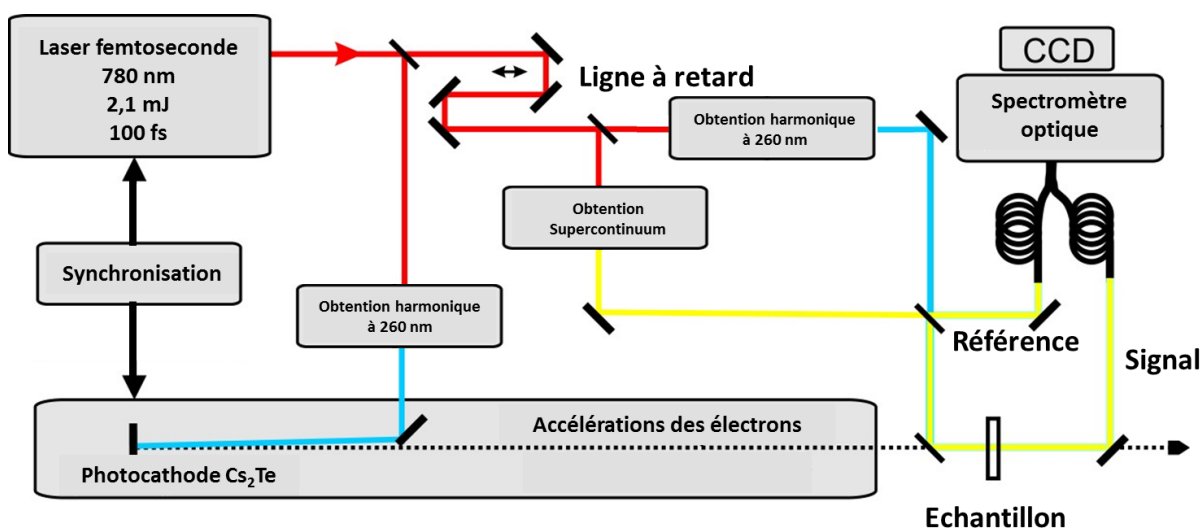 Laser femtoseconde
780 nm
2,1 mJ
100 fs
Ligne à retard
CCD
Spectromètre
optique
Obtention harmonique
à 260 nm
Obtention
Supercontinuum
Synchronisation
Obtention harmonique
à 260 nm
Référence
Signal
Accélérations des électrons
Photocathode Cs₂Te
Echantillon